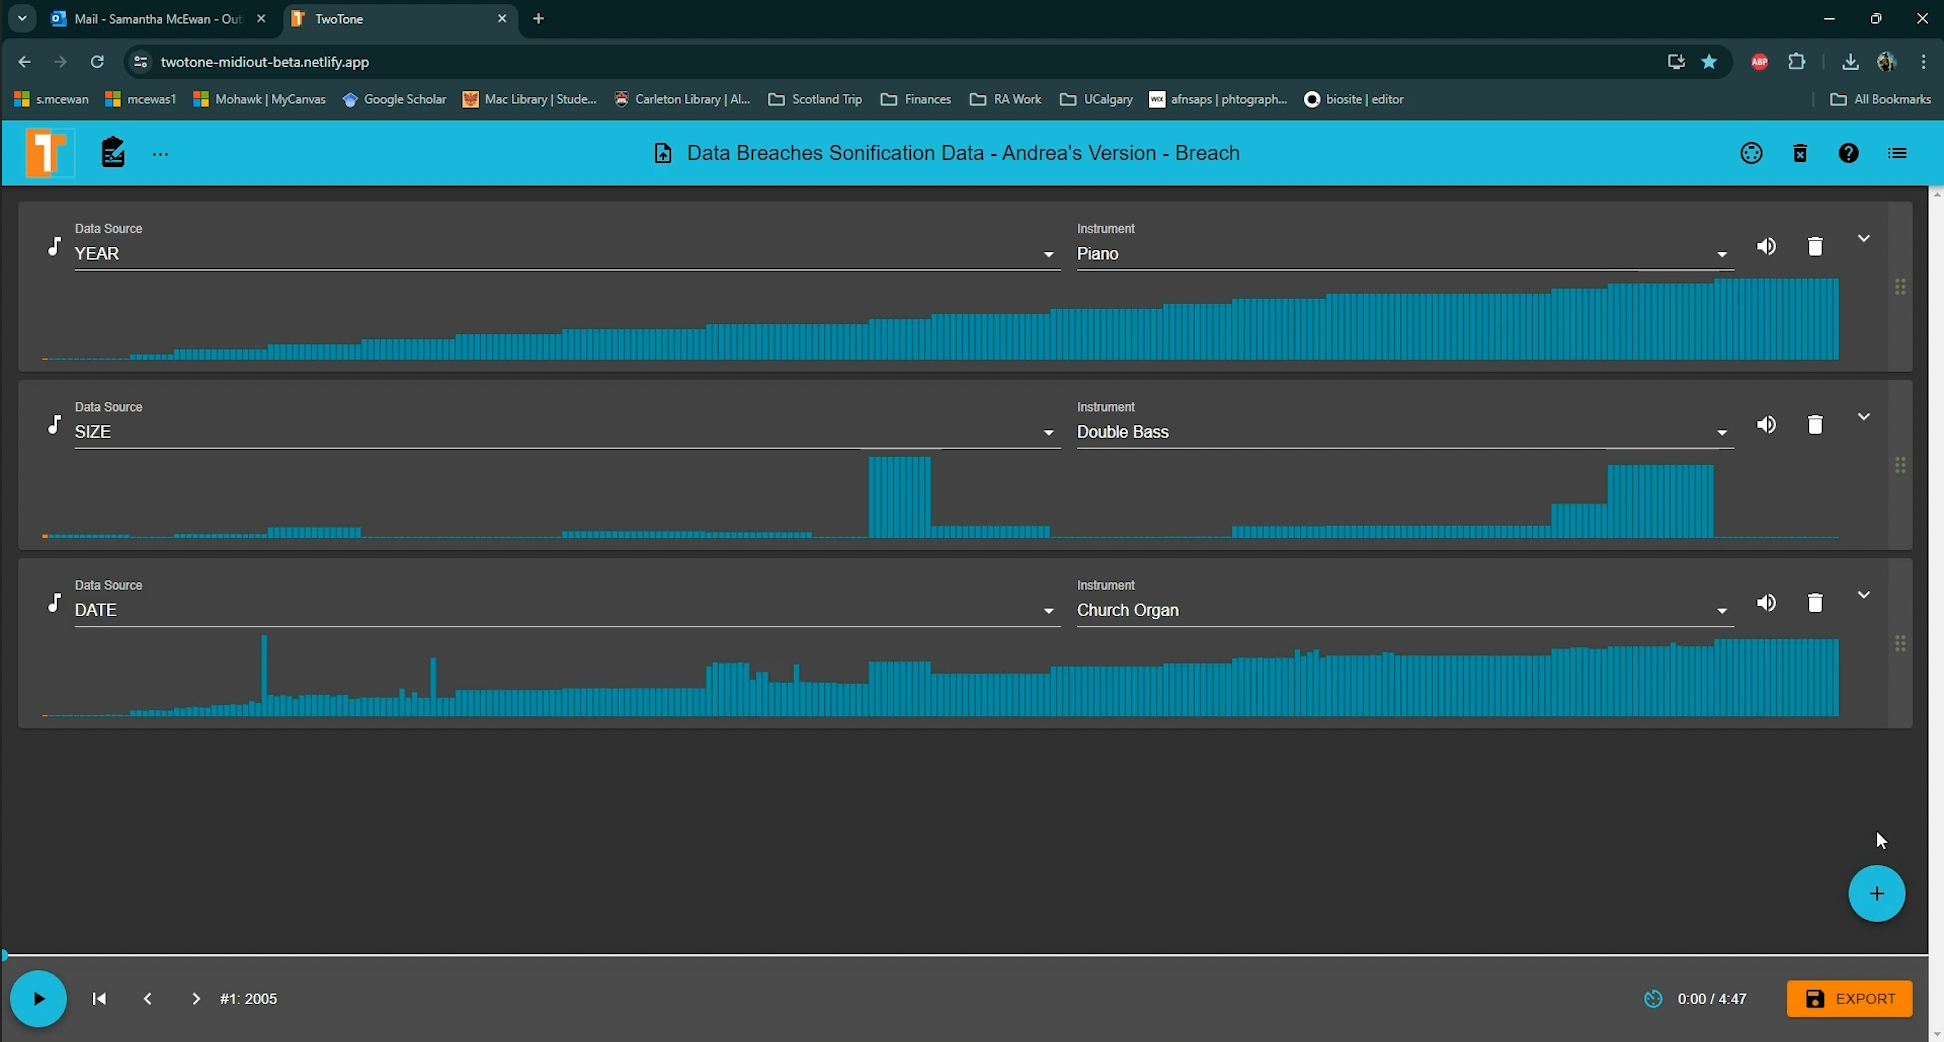 Mail - Samantha McEwan - Out
TwoTone
twotone-midiout-beta.netlify.app
ABP
s.mcewan
mcewas1
Mohawk | MyCanvas
Google Scholar
Mac Library | Stude...
Carleton Library | Al...
Scotland Trip
Finances
RA Work
UCalgary
WIX
afnsaps | phtograph...
biosite | editor
All Bookmarks
T
...
Data Breaches Sonification Data - Andrea's Version - Breach
Data Source
YEAR
Instrument
Piano
Data Source
SIZE
Instrument
Double Bass
Data Source
DATE
Instrument
Church Organ
#1: 2005
0:00 / 4:47
EXPORT